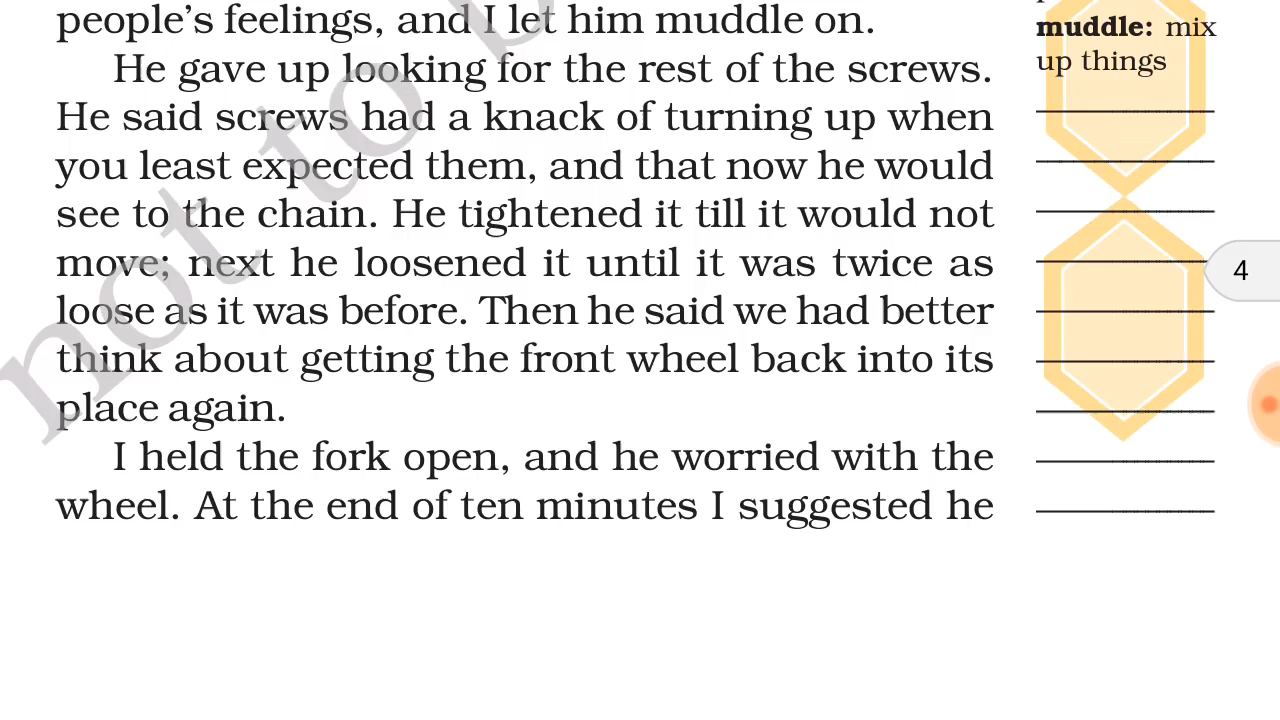 people's feelings, and I let him muddle on.
He gave up looking for the rest of the screws.
He said screws had a knack of turning up when
you least expected them, and that now he would
see to the chain. He tightened it till it would not
move; next he loosened it until it was twice as
loose as it was before. Then he said we had better
think about getting the front wheel back into its
place again.
I held the fork open, and he worried with the
wheel. At the end of ten minutes I suggested he
muddle: mix
up things
4
not to b